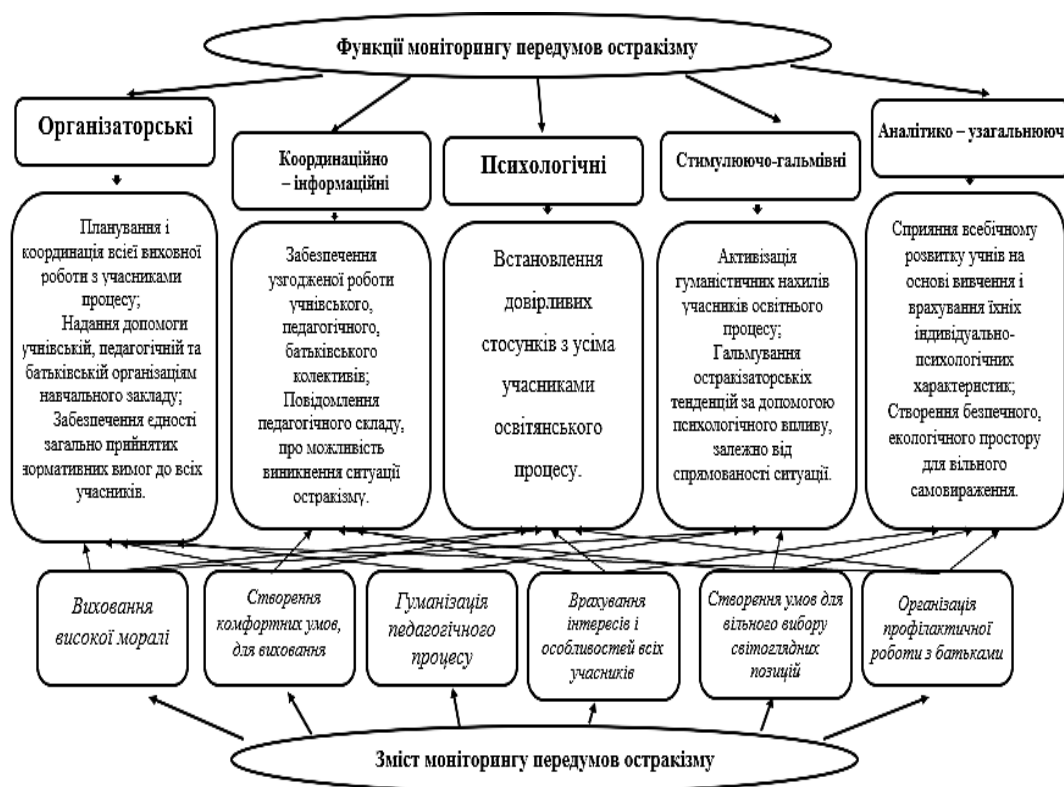 Функції моніторингу передумов остракізму
Організаторські
Координаційно
– інформаційні
Психологічні
Стимулюючо-гальмівні
Аналітико – узагальнююч
Планування і
координація всієї виховної
роботи з учасниками
процесу;
Надання допомоги
учнівській, педагогічній та
батьківській організаціям
навчального закладу;
Забезпечення єдності
загально прийнятих
нормативних вимог до всіх
учасників.
Забезпечення
узгодженої роботи
учнівського,
педагогічного,
батьківського
колективів;
Повідомлення
педагогічного складу,
про можливість
виникнення ситуації
остракізму.
Встановлення
довірливих
стосунків з усіма
учасниками
освітянського
процесу.
Активізація
гуманістичних нахилів
учасників освітнього
процесу;
Гальмування
остракізаторських
тенденцій за допомогою
психологічного впливу,
залежно від
спрямованості ситуації.
Сприяння всебічному
розвитку учнів на
основі вивчення і
врахування їхніх
індивідуально-
психологічних
характеристик;
Створення безпечного,
екологічного простору
для вільного
самовираження.
Виховання
високої моралі
Створення
комфортних умов,
для виховання
Гуманізація
педагогічного
процесу
Врахування
інтересів і
особливостей всіх
учасників
Створення умов для
вільного вибору
світоглядних
позицій
Організація
профілактичної
роботи з батьками
Зміст моніторингу передумов остракізму